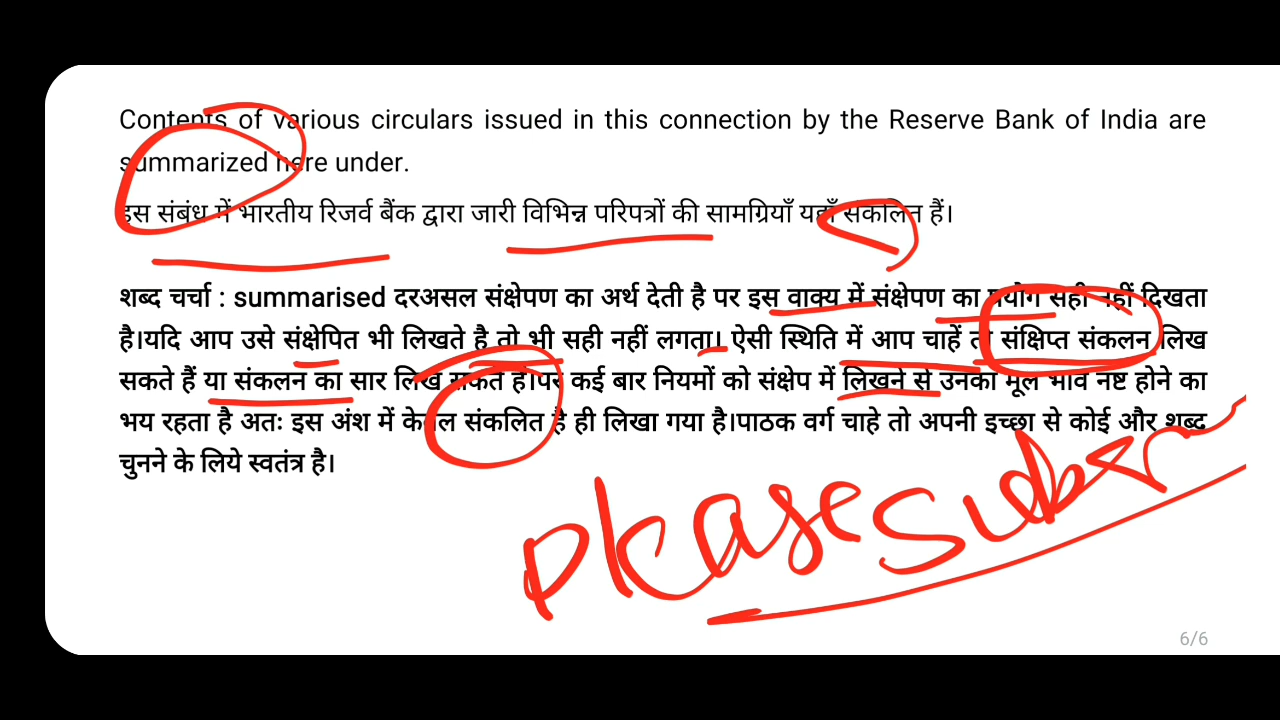 Contents of various circulars issued in this connection by the Reserve Bank of India are
summarized here under.
इस संबंध में भारतीय रिजर्व बैंक द्वारा जारी विभिन्न परिपत्रों की सामग्रियाँ यहाँ संकलित हैं।
शब्द चर्चा : summarised दरअसल संक्षेपण का अर्थ देती है पर इस वाक्य में संक्षेपण का प्रयोग सही नहीं दिखता
है।यदि आप उसे संक्षेपित भी लिखते है तो भी सही नहीं लगता। ऐसी स्थिति में आप चाहें तो संक्षिप्त संकलन लिख
सकते हैं या संकलन का सार लिख सकते हैं।पर कई बार नियमों को संक्षेप में लिखने से उनका मूल भाव नष्ट होने का
भय रहता है अतः इस अंश में केवल संकलित है ही लिखा गया है।पाठक वर्ग चाहे तो अपनी इच्छा से कोई और शब्द
चुनने के लिये स्वतंत्र है।
Please
6/6